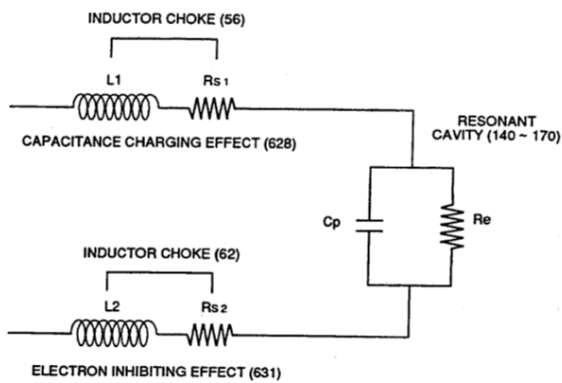 INDUCTOR CHOKE (56)
L1
Rs1
CAPACITANCE CHARGING EFFECT (628)
RESONANT
CAVITY (140 ~ 170)
Cp
Re
INDUCTOR CHOKE (62)
L2
Rs2
ELECTRON INHIBITING EFFECT (631)